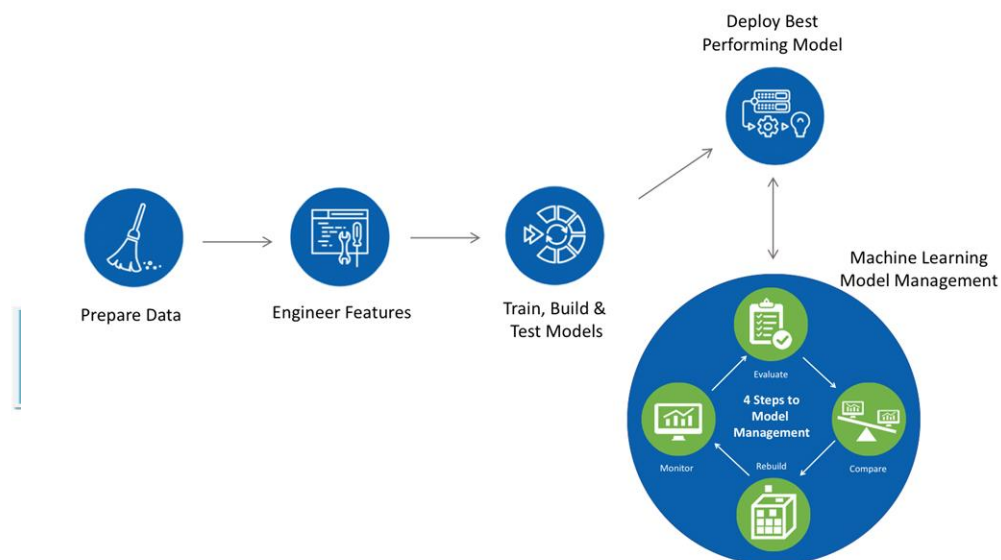 Deploy Best
Performing Model
Prepare Data
Engineer Features
Train, Build &
Test Models
Machine Learning
Model Management
Evaluate
4 Steps to
Model
Management
Monitor
Compare
Rebuild